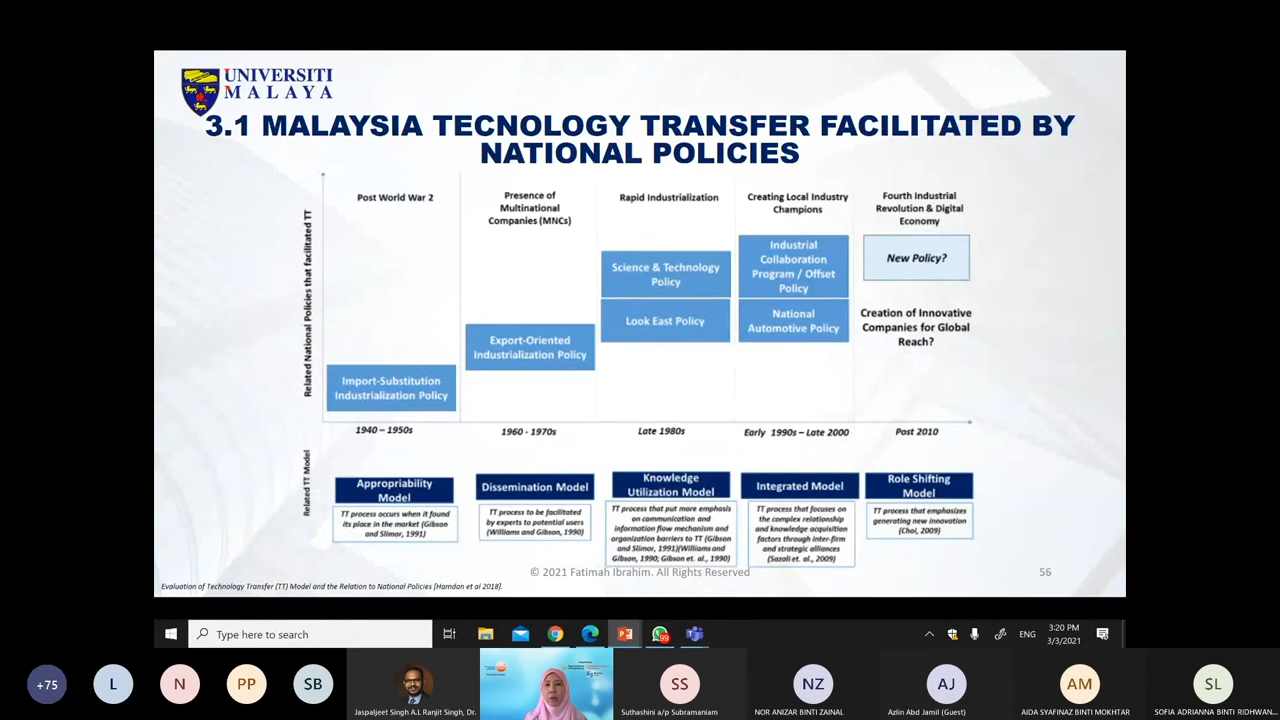 UNIVERSITI
MALAYA
3.1 MALAYSIA TECNOLOGY TRANSFER FACILITATED BY
NATIONAL POLICIES
Related National Policies that facilitated TT
Post World War 2
Presence of
Multinational
Companies (MNCs)
Rapid Industrialization
Creating Local Industry
Champions
Fourth Industrial
Revolution & Digital
Economy
Import-Substitution
Industrialization Policy
Export-Oriented
Industrialization Policy
Science & Technology
Policy
Look East Policy
Industrial
Collaboration
Program / Offset
Policy
National
Automotive Policy
New Policy?
Creation of Innovative
Companies for Global
Reach?
1940 – 1950s
1960 - 1970s
Late 1980s
Early 1990s – Late 2000
Post 2010
Related TT Model
Appropriability
Model
TT process occurs when it found
its place in the market (Gibson
and Slimor, 1991)
Dissemination Model
TT process to be facilitated
by experts to potential users
(Williams and Gibson, 1990)
Knowledge
Utilization Model
TT process that put more emphasis
on communication and
information flow mechanism and
organization barriers to TT (Gibson
and Slimor, 1991)(Williams and
Gibson, 1990; Gibson et. al., 1990)
Integrated Model
TT process that focuses on
the complex relationship
and knowledge acquisition
factors through inter-firm
and strategic alliances
(Sazali et. al., 2009)
Role Shifting
Model
TT process that emphasizes
generating new innovation
(Choi, 2009)
© 2021 Fatimah Ibrahim. All Rights Reserved
56
Evaluation of Technology Transfer (TT) Model and the Relation to National Policies [Hamdan et al 2018].
Type here to search
99
ENG
3:20 PM
3/3/2021
+75
L
N
PP
SB
SS
NZ
AJ
AM
SL
Jaspaljeet Singh A.L Ranjit Singh, Dr.
Suthashini a/p Subramaniam
NOR ANIZAR BINTI ZAINAL
Azlin Abd Jamil (Guest)
AIDA SYAFINAZ BINTI MOKHTAR
SOFIA ADRIANNA BINTI RIDHWAN...